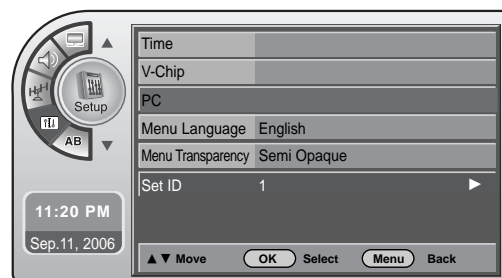 Setup
AB
11:20 PM
Sep.11, 2006
Time
V-Chip
PC
Menu Language English
Menu Transparency Semi Opaque
Set ID 1 ►
▲▼ Move OK Select Menu Back